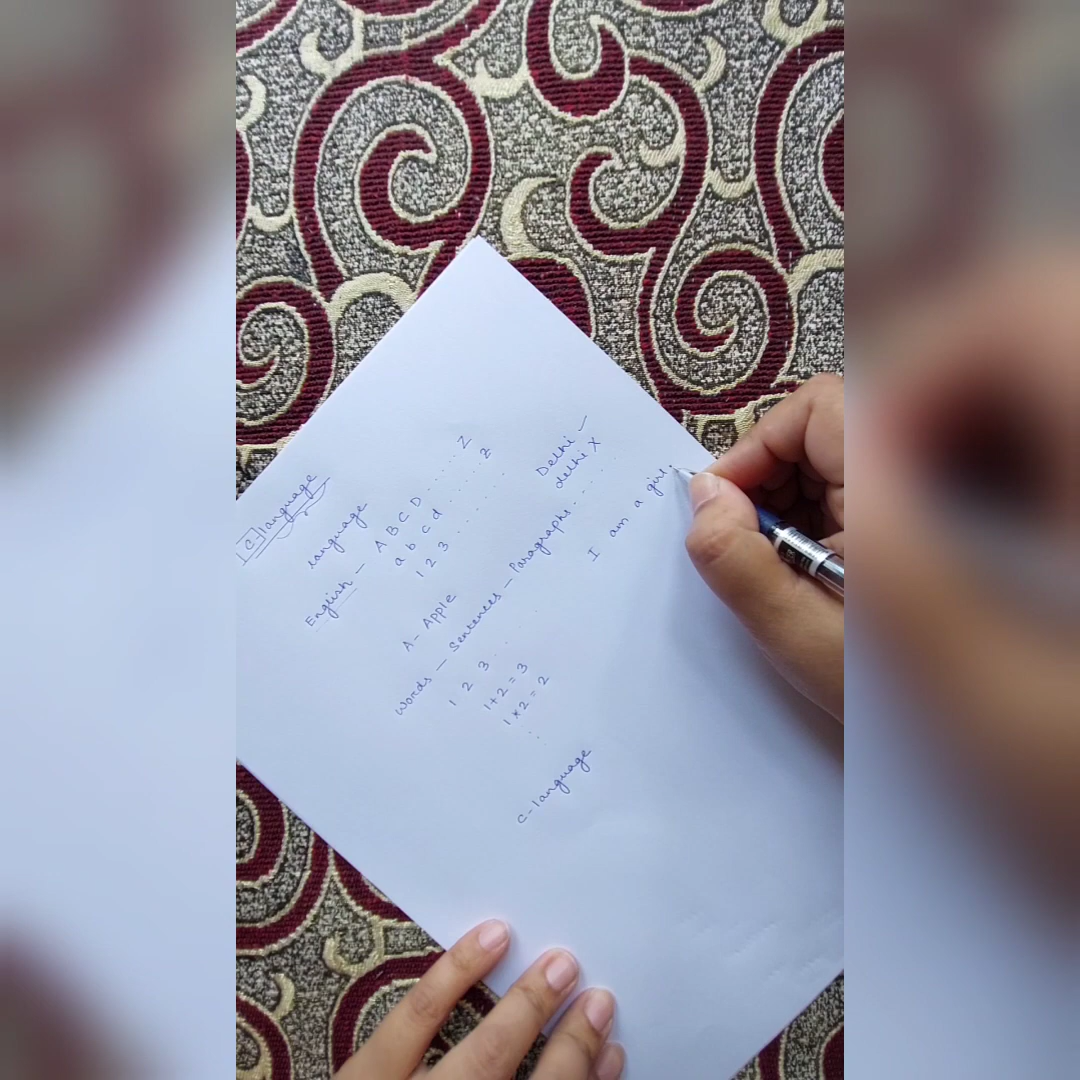 [C] language
language
English - A B C D ...... Z
a b c d ........ z
1 2 3 ......
A - Apple
Words - Sentences - Paragraphs.....
Delhi -
delhi X
I am a girl.
1 2 3 .....
1+2 = 3
1 × 2 = 2
:
C-language